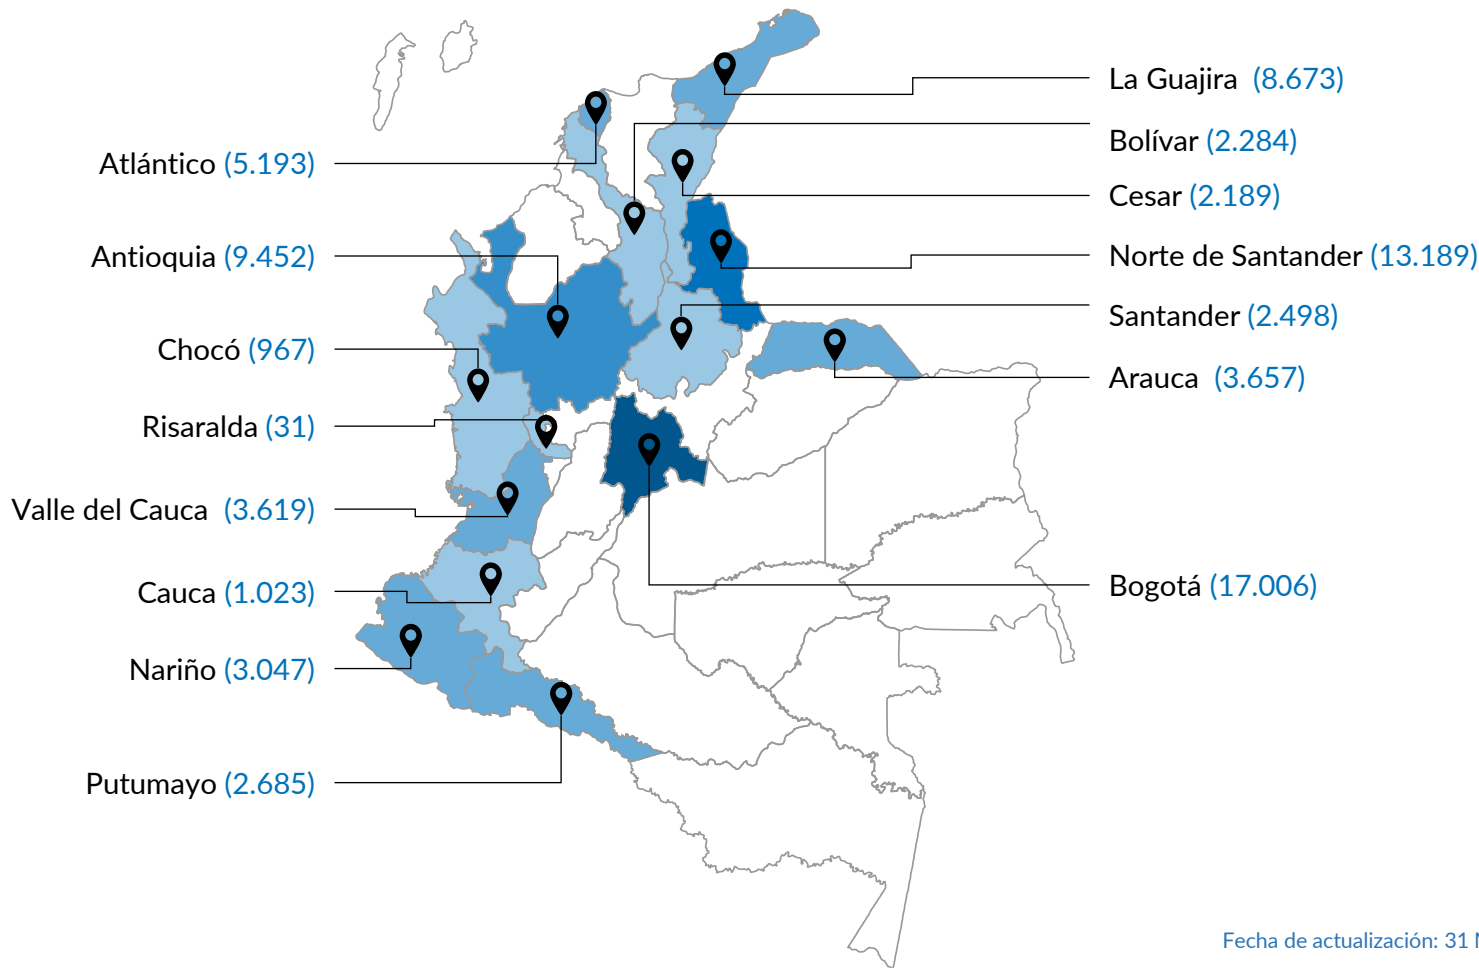 Atlántico (5.193)
Antioquia (9.452)
Chocó (967)
Risaralda (31)
Valle del Cauca (3.619)
Cauca (1.023)
Nariño (3.047)
Putumayo (2.685)
La Guajira (8.673)
Bolívar (2.284)
Cesar (2.189)
Norte de Santander (13.189)
Santander (2.498)
Arauca (3.657)
Bogotá (17.006)
Fecha de actualización: 31